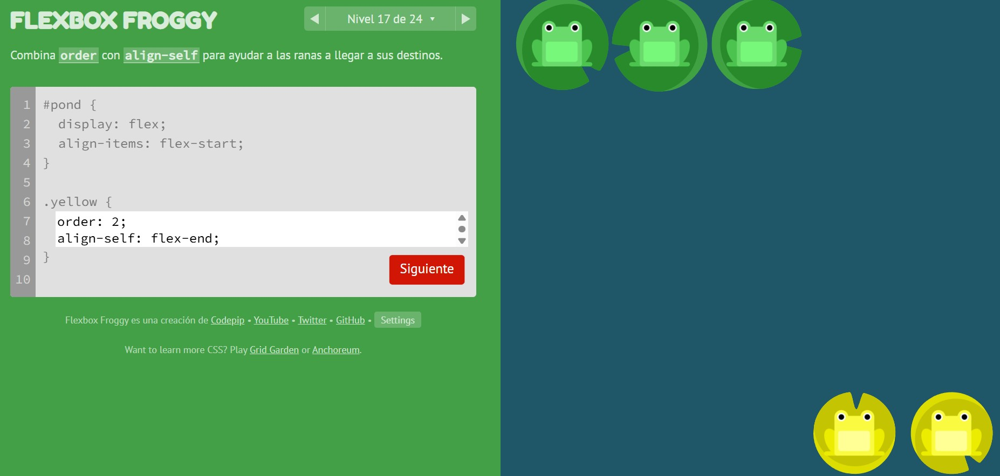 FLEXBOX FROGGY
Nivel 17 de 24
Combina order con align-self para ayudar a las ranas a llegar a sus destinos.
1 #pond {
2 display: flex;
3 align-items: flex-start;
4 }
5
6 .yellow {
7 order: 2;
8 align-self: flex-end;
9 }
10
Siguiente
Flexbox Froggy es una creación de Codepip • YouTube • Twitter • GitHub • Settings
Want to learn more CSS? Play Grid Garden or Anchoreum.